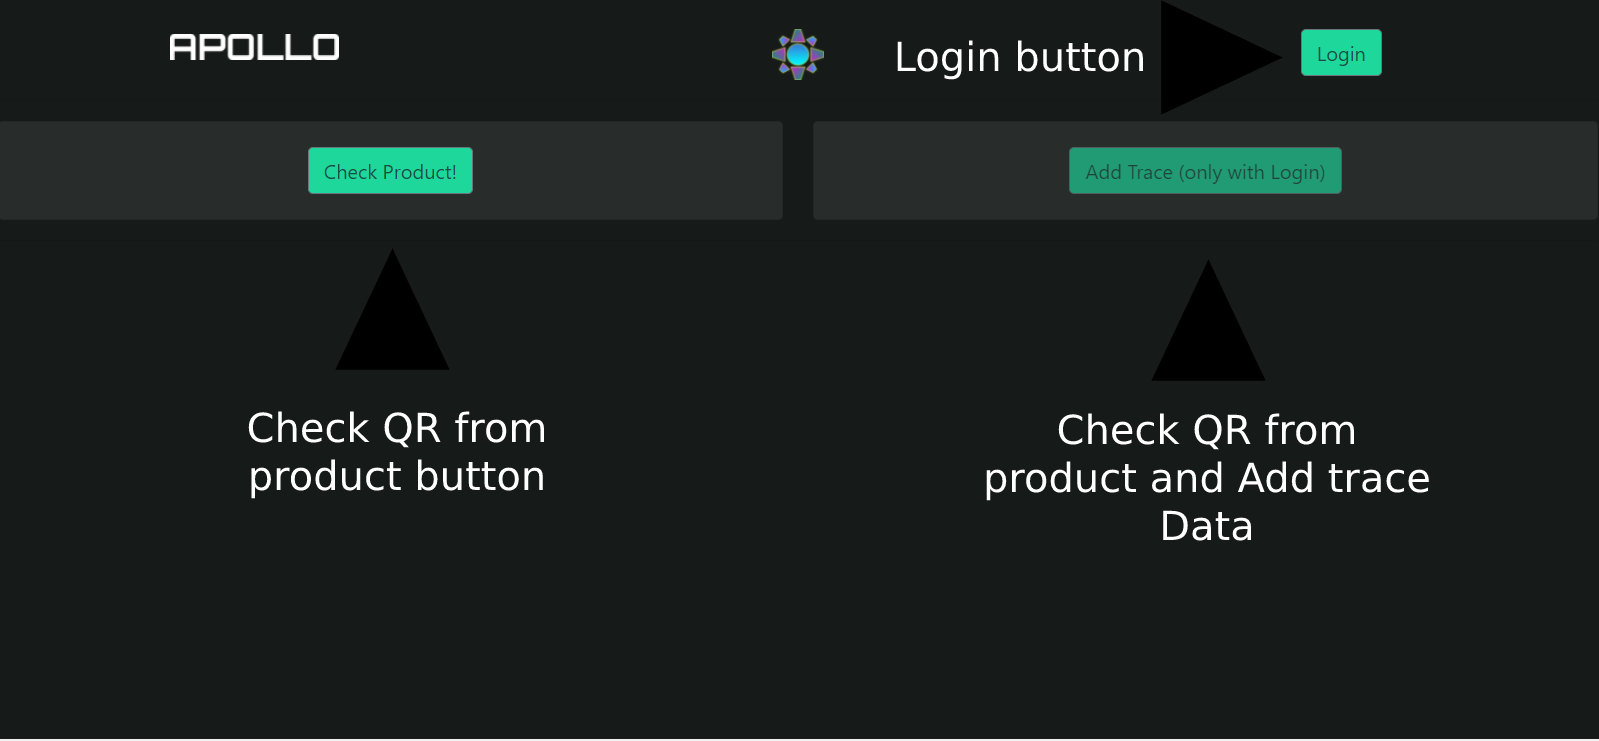 APOLLO
Login button
Login
Check Product!
Add Trace (only with Login)
Check QR from
product button
Check QR from
product and Add trace
Data